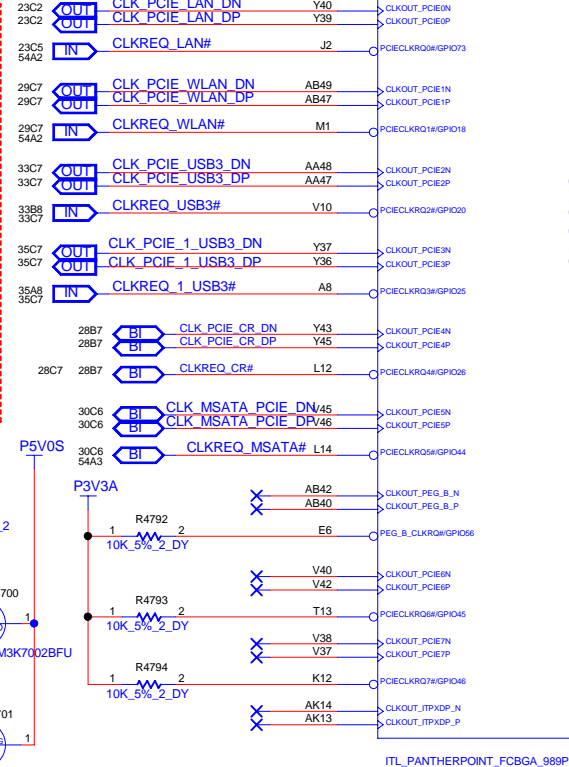 23C2 OUT CLK_PCIE_LAN_DN Y40 CLKOUT_PCIE0N
23C2 OUT CLK_PCIE_LAN_DP Y39 CLKOUT_PCIE0P
23C5 54A2 IN CLKREQ_LAN# J2 PCIECLKRQ0#/GPIO73
29C7 OUT CLK_PCIE_WLAN_DN AB49 CLKOUT_PCIE1N
29C7 OUT CLK_PCIE_WLAN_DP AB47 CLKOUT_PCIE1P
29C7 54A2 IN CLKREQ_WLAN# M1 PCIECLKRQ1#/GPIO18
33C7 OUT CLK_PCIE_USB3_DN AA48 CLKOUT_PCIE2N
33C7 OUT CLK_PCIE_USB3_DP AA47 CLKOUT_PCIE2P
33B8 33C7 IN CLKREQ_USB3# V10 PCIECLKRQ2#/GPIO20
35C7 OUT CLK_PCIE_1_USB3_DN Y37 CLKOUT_PCIE3N
35C7 OUT CLK_PCIE_1_USB3_DP Y36 CLKOUT_PCIE3P
35A8 35C7 IN CLKREQ_1_USB3# A8 PCIECLKRQ3#/GPIO25
28B7 BI CLK_PCIE_CR_DN Y43 CLKOUT_PCIE4N
28B7 BI CLK_PCIE_CR_DP Y45 CLKOUT_PCIE4P
28C7 28B7 BI CLKREQ_CR# L12 PCIECLKRQ4#/GPIO26
30C6 BI CLK_MSATA_PCIE_DN V45 CLKOUT_PCIE5N
30C6 BI CLK_MSATA_PCIE_DP V46 CLKOUT_PCIE5P
30C6 54A3 BI CLKREQ_MSATA# L14 PCIECLKRQ5#/GPIO44
P5V0S
P3V3A
AB42 CLKOUT_PEG_B_N
AB40 CLKOUT_PEG_B_P
R4792
1 2 E6 PEG_B_CLKRQ#/GPIO56
10K_5%_2_DY
_2
V40 CLKOUT_PCIE6N
V42 CLKOUT_PCIE6P
700
R4793
1 2 T13 PCIECLKRQ6#/GPIO45
10K_5%_2_DY
1
V38 CLKOUT_PCIE7N
V37 CLKOUT_PCIE7P
M3K7002BFU
R4794
1 2 K12 PCIECLKRQ7#/GPIO46
10K_5%_2_DY
01
1
AK14 CLKOUT_ITPXDP_N
AK13 CLKOUT_ITPXDP_P
ITL_PANTHERPOINT_FCBGA_989P